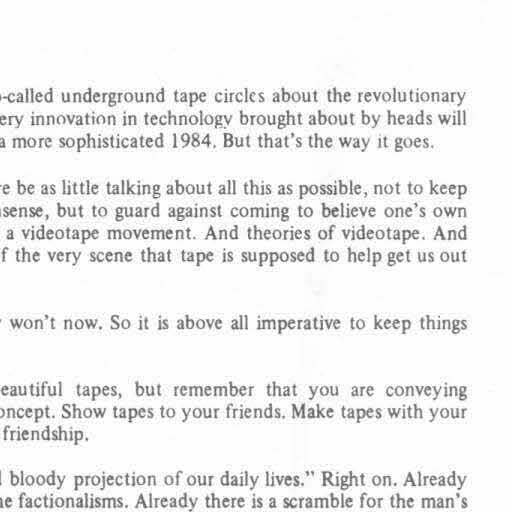 -called underground tape circles about the revolutionary
ery innovation in technology brought about by heads will
a more sophisticated 1984. But that's the way it goes.
e be as little talking about all this as possible, not to keep
sense, but to guard against coming to believe one's own
a videotape movement. And theories of videotape. And
f the very scene that tape is supposed to help get us out
won't now. So it is above all imperative to keep things
eautiful tapes, but remember that you are conveying
oncept. Show tapes to your friends. Make tapes with your
friendship.
bloody projection of our daily lives." Right on. Already
e factionalisms. Already there is a scramble for the man's